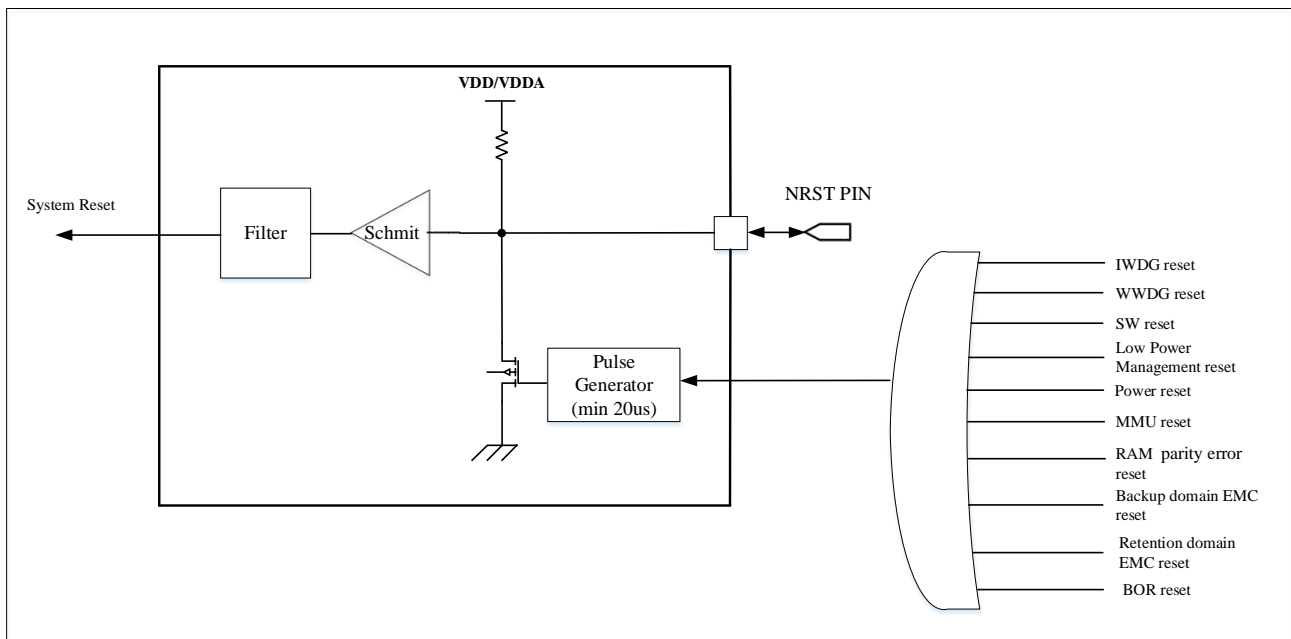 VDD/VDDA
NRST PIN
System Reset
Filter
Schmit
IWDG reset
WWDG reset
SW reset
Low Power
Management reset
Power reset
MMU reset
RAM parity error
reset
Backup domain EMC
reset
Retention domain
EMC reset
BOR reset
Pulse
Generator
(min 20us)